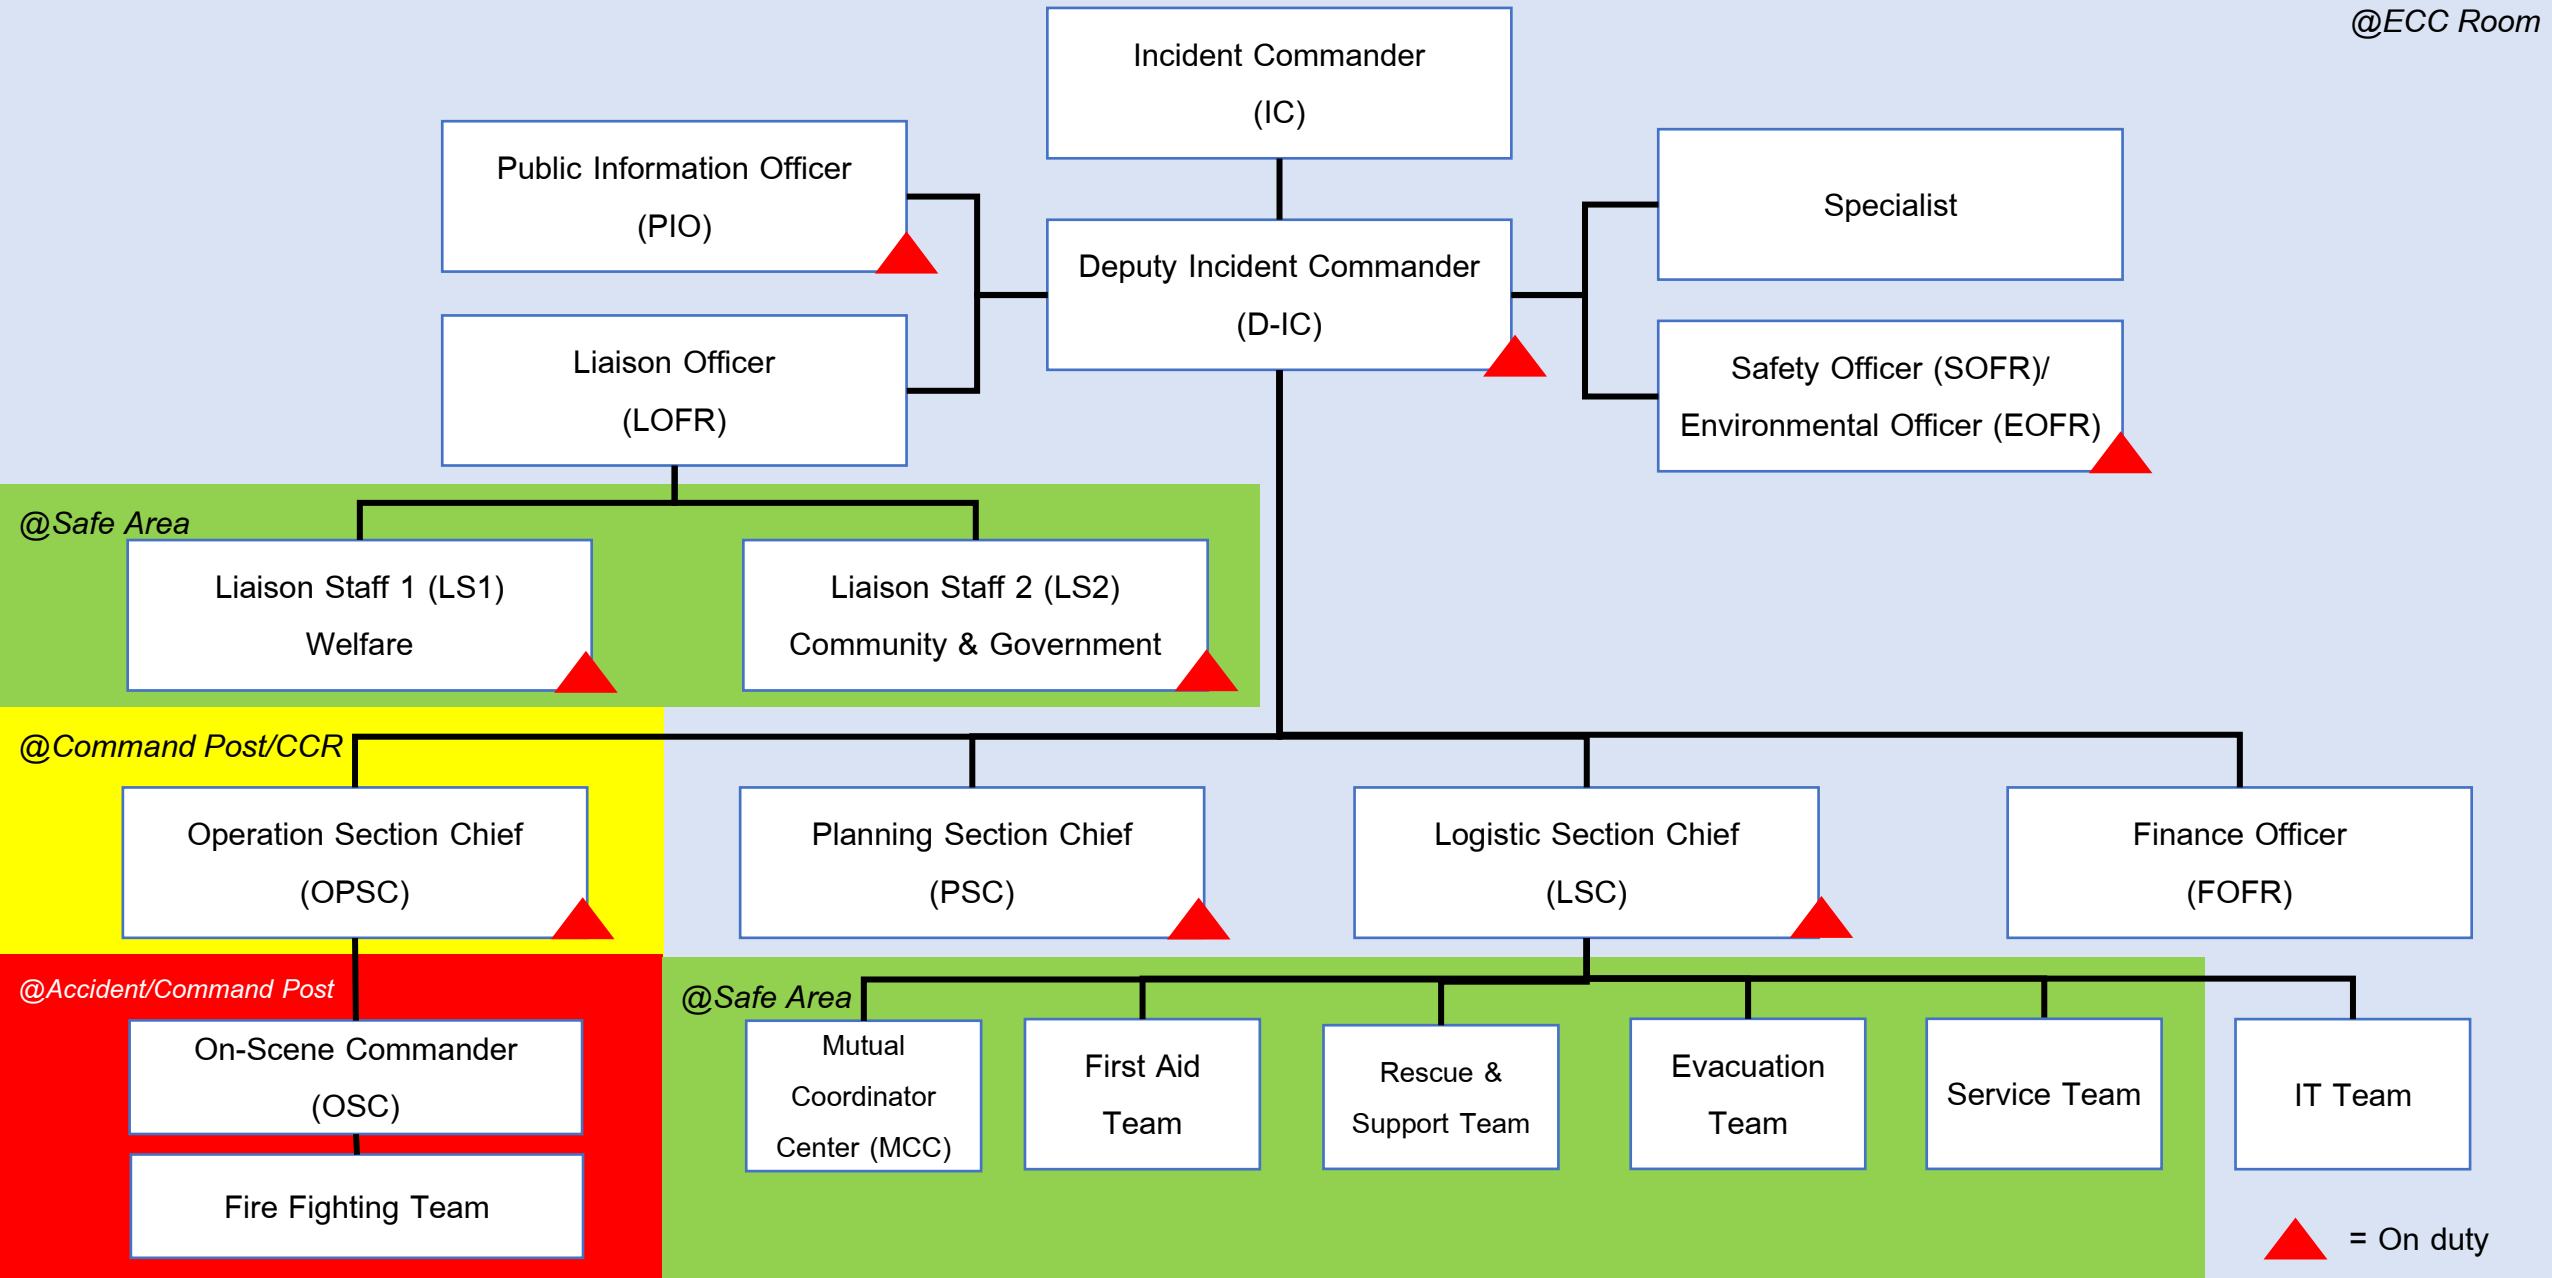 @ECC Room
Incident Commander
(IC)
Public Information Officer
(PIO)
Specialist
Deputy Incident Commander
(D-IC)
Liaison Officer
(LOFR)
Safety Officer (SOFR)/
Environmental Officer (EOFR)
@Safe Area
Liaison Staff 1 (LS1)
Welfare
Liaison Staff 2 (LS2)
Community & Government
@Command Post/CCR
Operation Section Chief
(OPSC)
Planning Section Chief
(PSC)
Logistic Section Chief
(LSC)
Finance Officer
(FOFR)
@Accident/Command Post
On-Scene Commander
(OSC)
Fire Fighting Team
@Safe Area
Mutual
Coordinator
Center (MCC)
First Aid
Team
Rescue &
Support Team
Evacuation
Team
Service Team
IT Team
= On duty